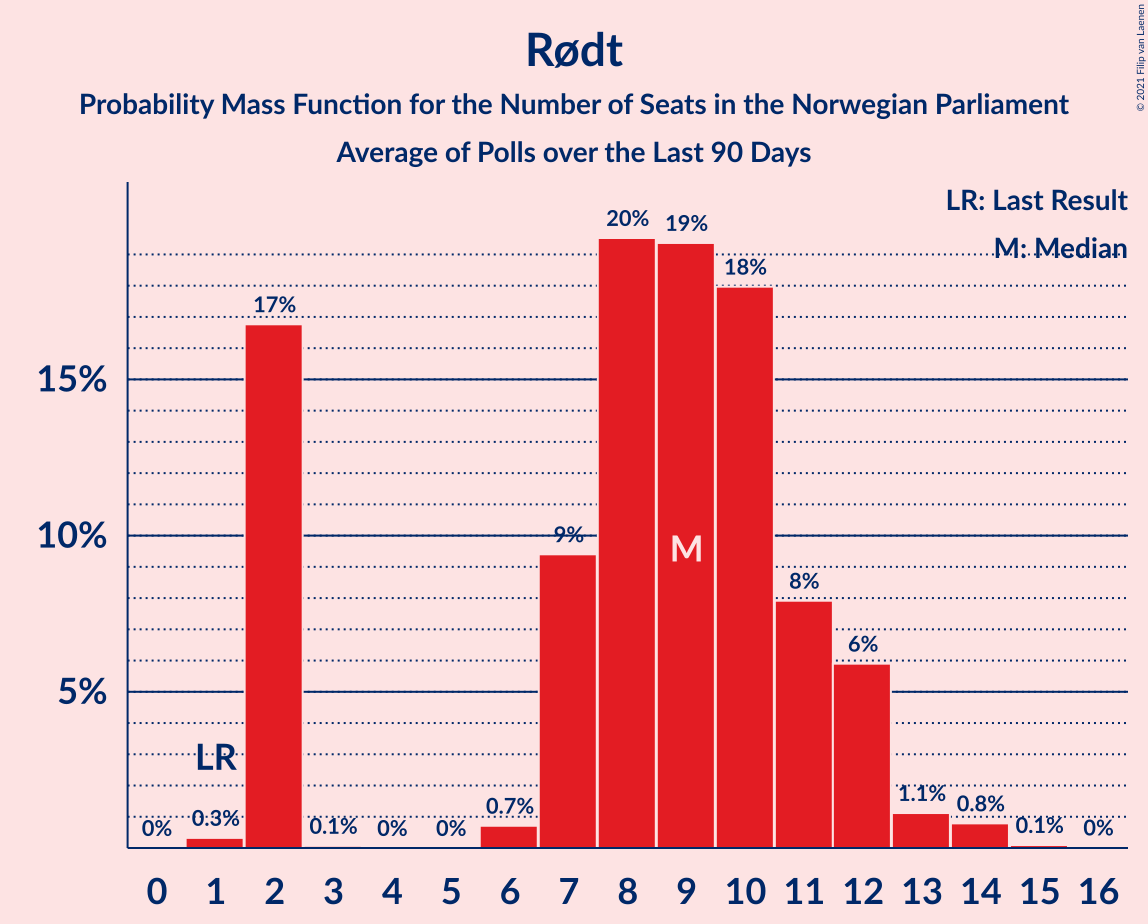 Rødt
Probability Mass Function for the Number of Seats in the Norwegian Parliament
Average of Polls over the Last 90 Days
© 2021 Filip van Laenen
LR: Last Result
M: Median
15%
10%
5%
0%
0.3%
17%
0.1%
0%
0%
0.7%
9%
20%
19%
18%
8%
6%
1.1%
0.8%
0.1%
0%
LR
M
0 1 2 3 4 5 6 7 8 9 10 11 12 13 14 15 16